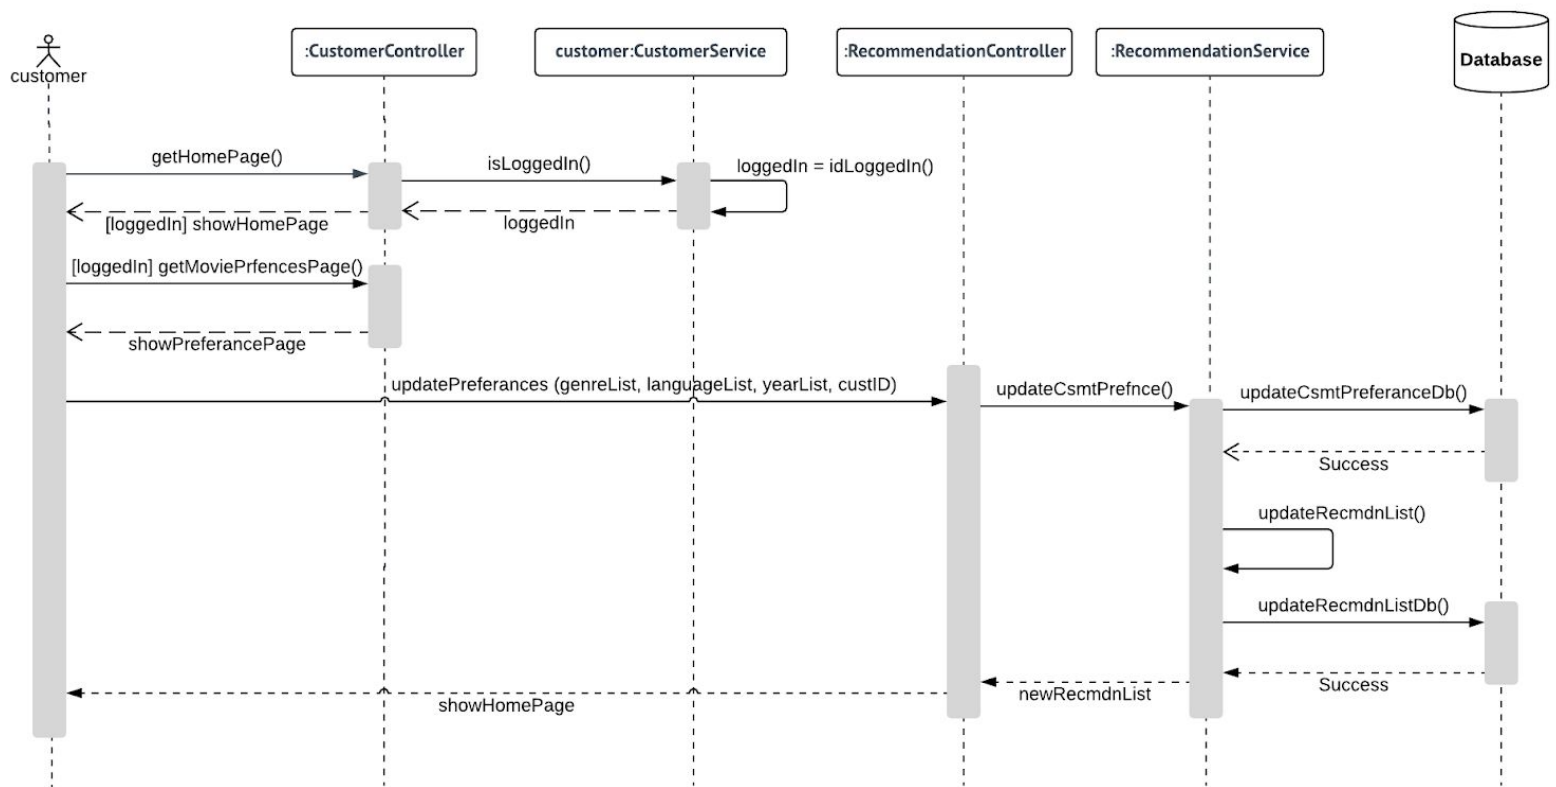 customer
:CustomerController
customer:CustomerService
:RecommendationController
:RecommendationService
Database
getHomePage()
isLoggedIn()
loggedIn = idLoggedIn()
[loggedIn] showHomePage
loggedIn
[loggedIn] getMoviePrfencesPage()
showPreferancePage
updatePreferances (genreList, languageList, yearList, custID)
updateCsmtPrefnce()
updateCsmtPreferanceDb()
Success
updateRecmdnList()
updateRecmdnListDb()
Success
newRecmdnList
showHomePage